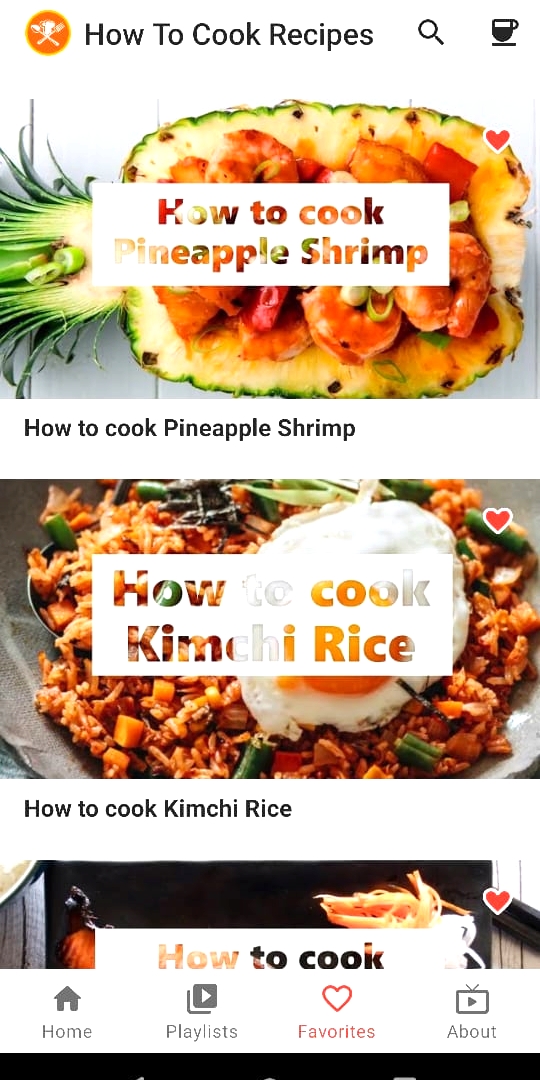 How To Cook Recipes
How to cook
Pineapple Shrimp
How to cook Pineapple Shrimp
How to cook
Kimchi Rice
How to cook Kimchi Rice
How to cook
Home
Playlists
Favorites
About